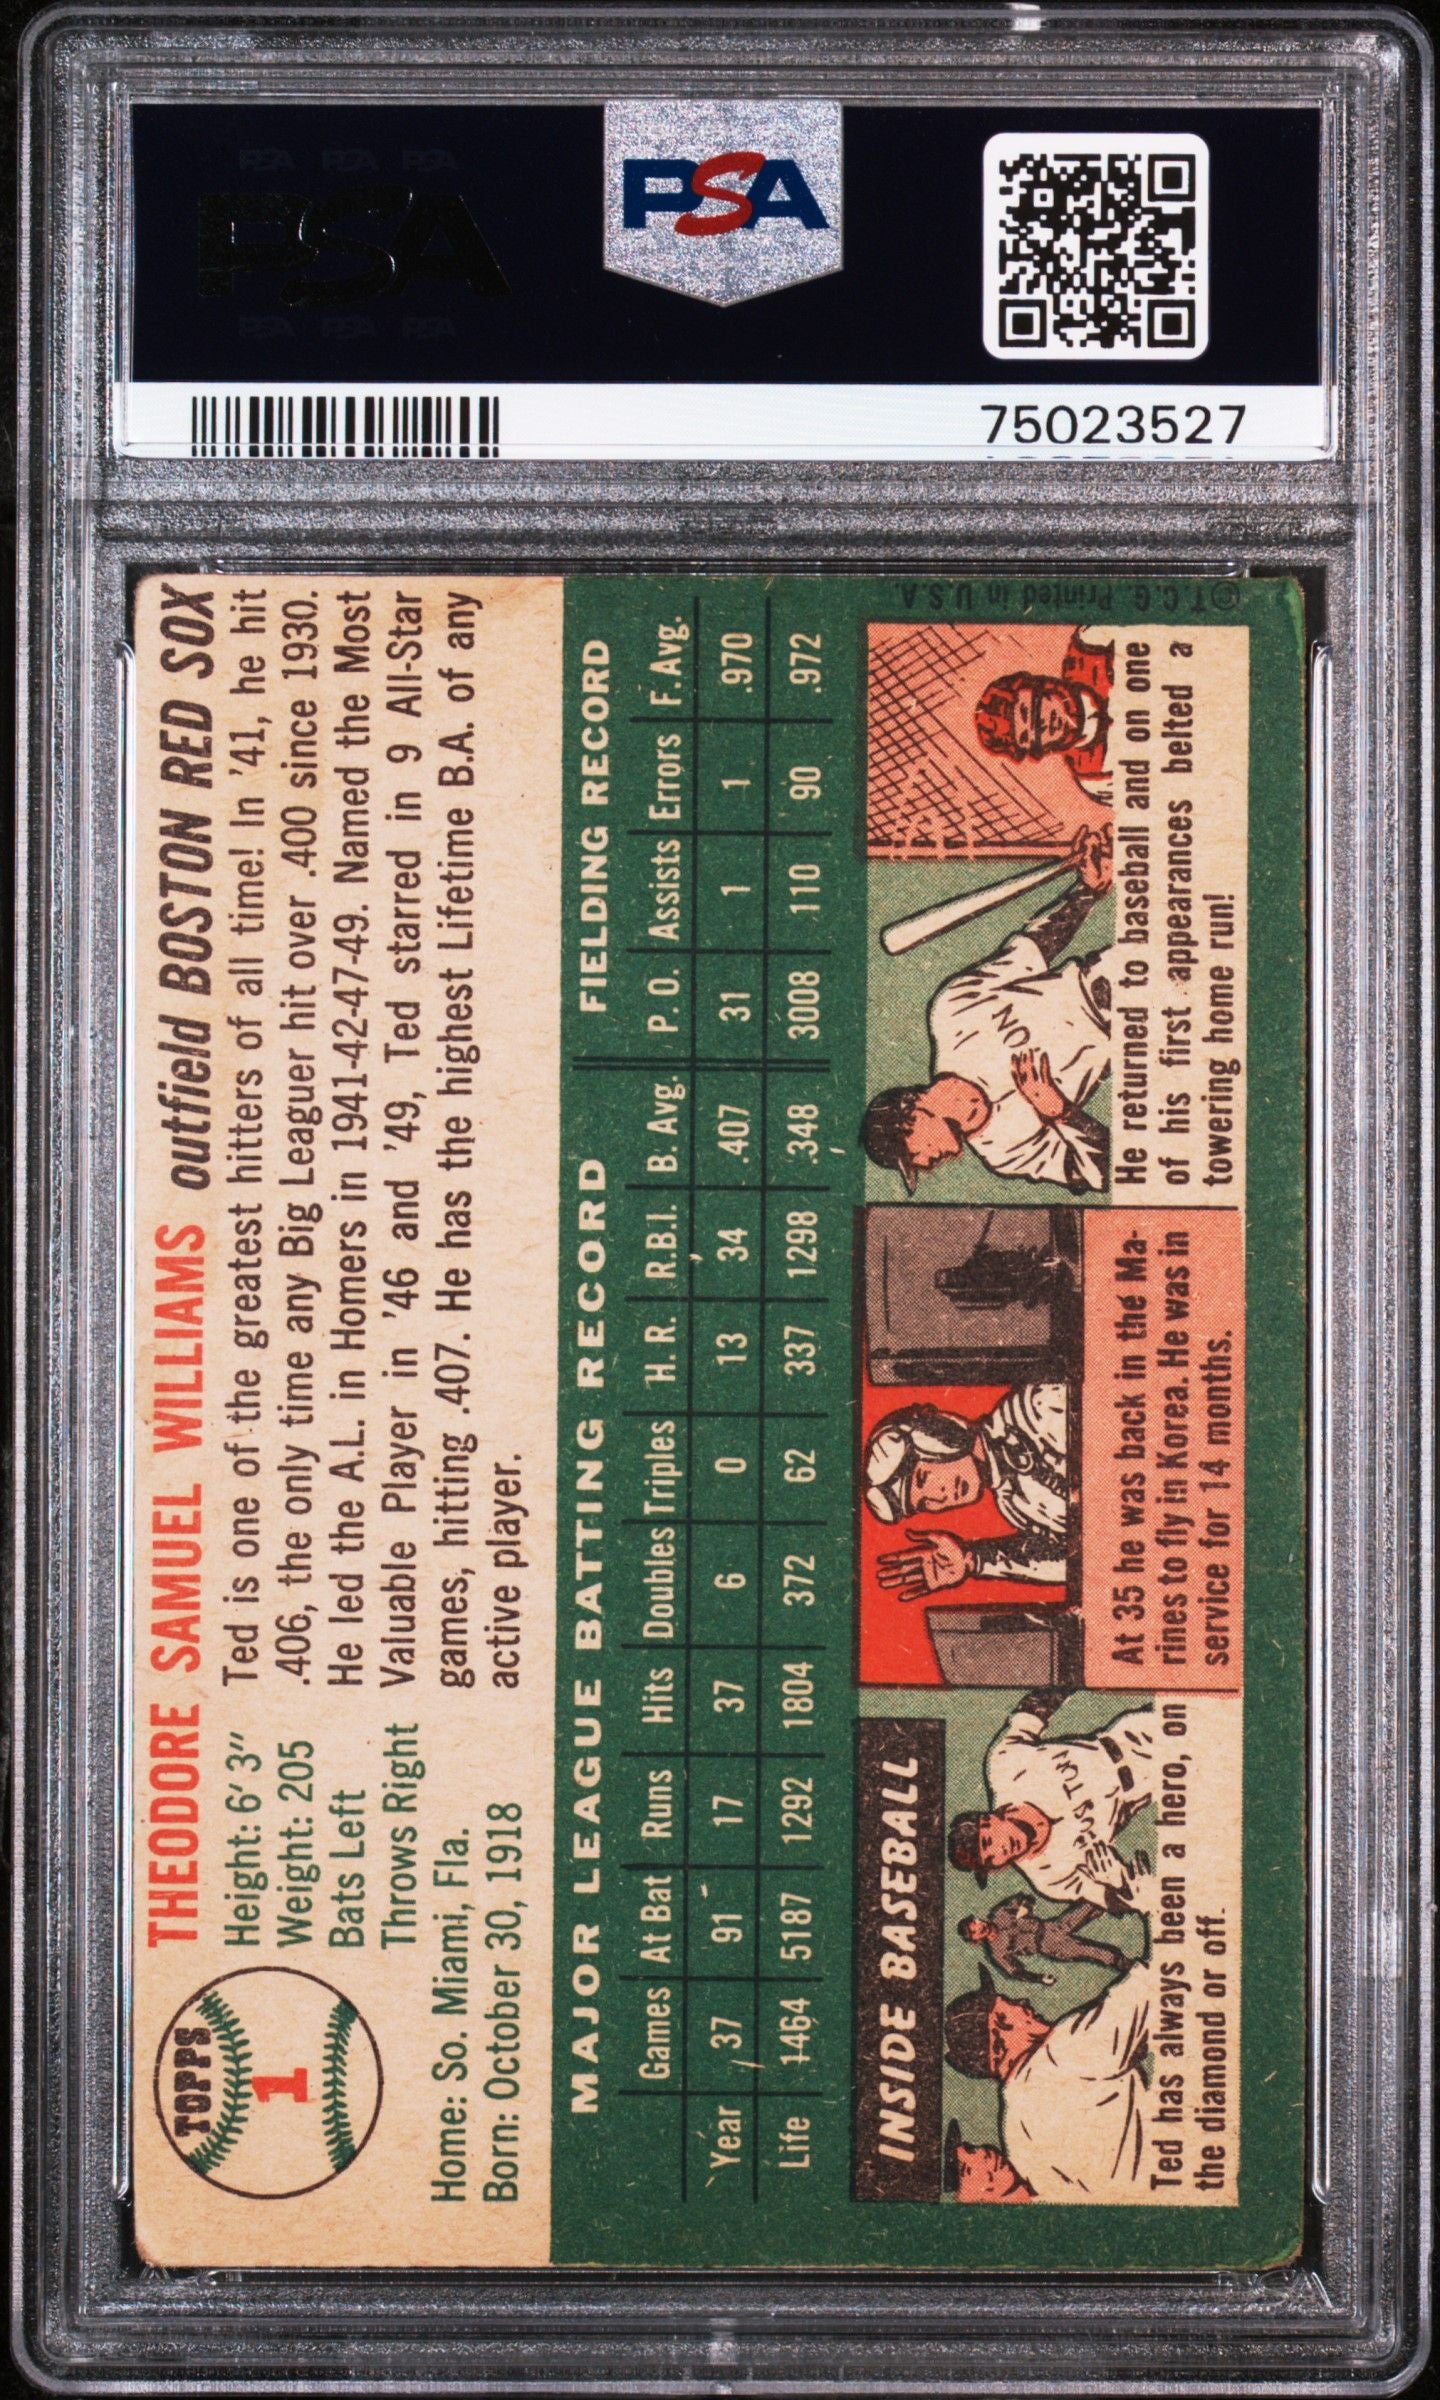 PSA PSA PSA
PSA
PSA PSA PSA
PSA
75023527
TOPPS
1
THEODORE SAMUEL WILLIAMS outfield BOSTON RED SOX
Height: 6' 3"
Weight: 205
Bats Left
Throws Right
Home: So. Miami, Fla.
Born: October 30, 1918
Ted is one of the greatest hitters of all time! In '41, he hit
.406, the only time any Big Leaguer hit over .400 since 1930.
He led the A.L. in Homers in 1941-42-47-49. Named the Most
Valuable Player in '46 and '49, Ted starred in 9 All-Star
games, hitting .407. He has the highest Lifetime B.A. of any
active player.
MAJOR LEAGUE BATTING RECORD FIELDING RECORD
Games At Bat Runs Hits Doubles Triples H. R. R.B.I. B. Avg. P. O. Assists Errors F. Avg.
Year 37 91 17 37 6 0 13 34 .407 31 1 1 .970
Life 1464 5187 1292 1804 372 62 337 1298 .348 3008 110 90 .972
INSIDE BASEBALL
BOSTON
Ted has always been a hero, on
the diamond or off.
At 35 he was back in the Ma-
rines to fly in Korea. He was in
service for 14 months.
ON
He returned to baseball and on one
of his first appearances belted a
towering home run!
© T.C.G. Printed in U.S.A.
PSA